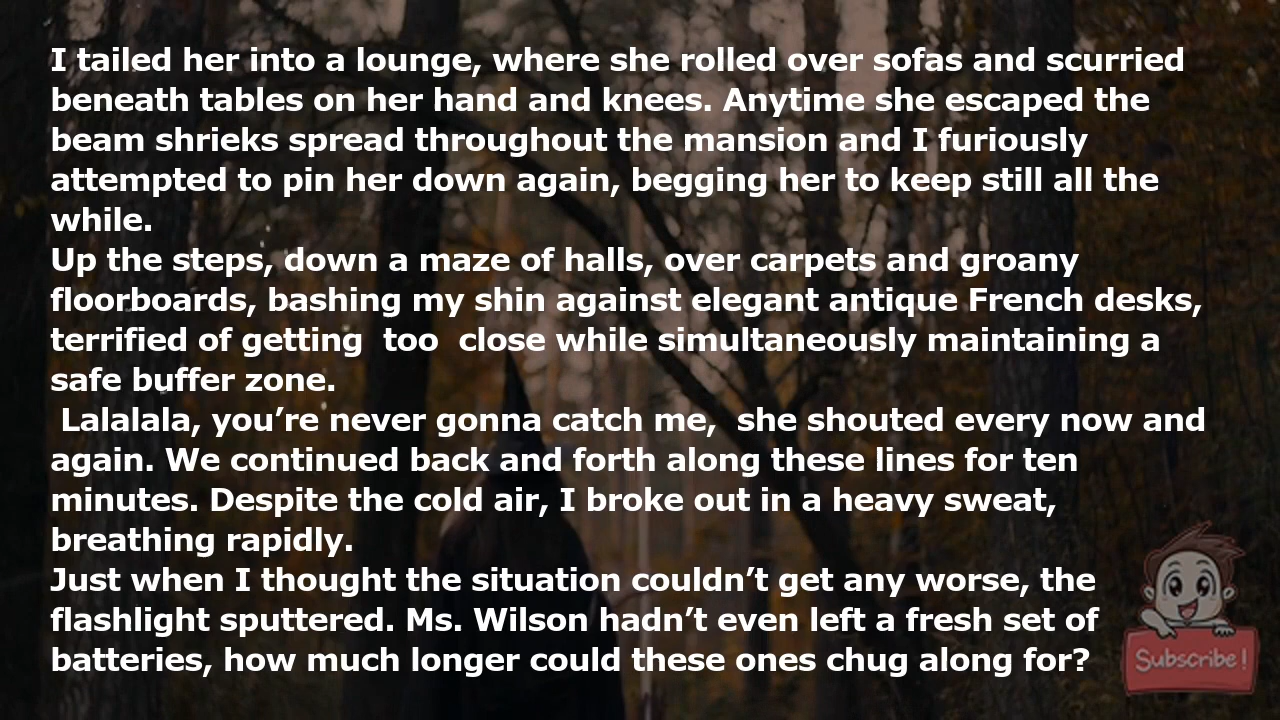 I tailed her into a lounge, where she rolled over sofas and scurried
beneath tables on her hand and knees. Anytime she escaped the
beam shrieks spread throughout the mansion and I furiously
attempted to pin her down again, begging her to keep still all the
while.
Up the steps, down a maze of halls, over carpets and groany
floorboards, bashing my shin against elegant antique French desks,
terrified of getting  too  close while simultaneously maintaining a
safe buffer zone.
Lalalala, you’re never gonna catch me,  she shouted every now and
again. We continued back and forth along these lines for ten
minutes. Despite the cold air, I broke out in a heavy sweat,
breathing rapidly.
Just when I thought the situation couldn’t get any worse, the
flashlight sputtered. Ms. Wilson hadn’t even left a fresh set of
batteries, how much longer could these ones chug along for?
Subscribe!